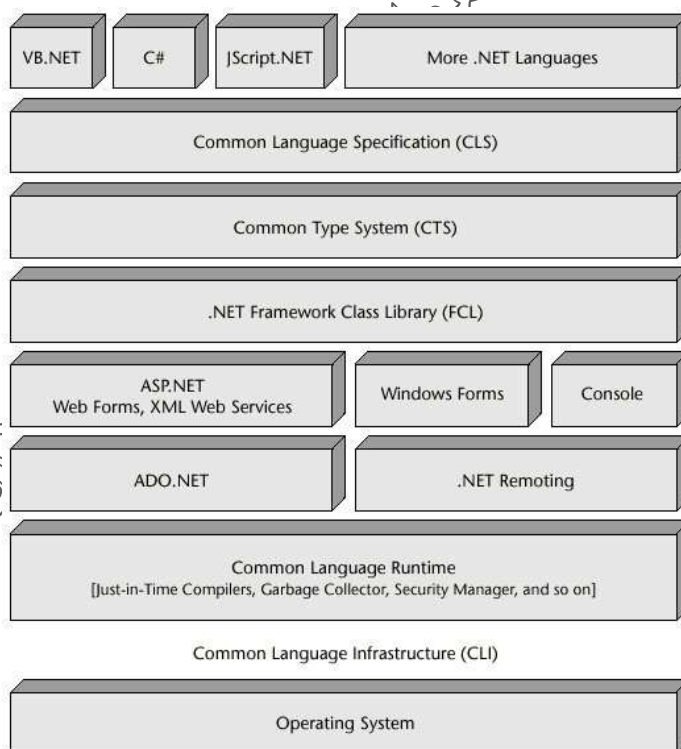 VB.NET
C#
JScript.NET
More .NET Languages
Common Language Specification (CLS)
Common Type System (CTS)
.NET Framework Class Library (FCL)
ASP.NET
Web Forms, XML Web Services
Windows Forms
Console
ADO.NET
.NET Remoting
Common Language Runtime
[Just-in-Time Compilers, Garbage Collector, Security Manager, and so on]
Common Language Infrastructure (CLI)
Operating System